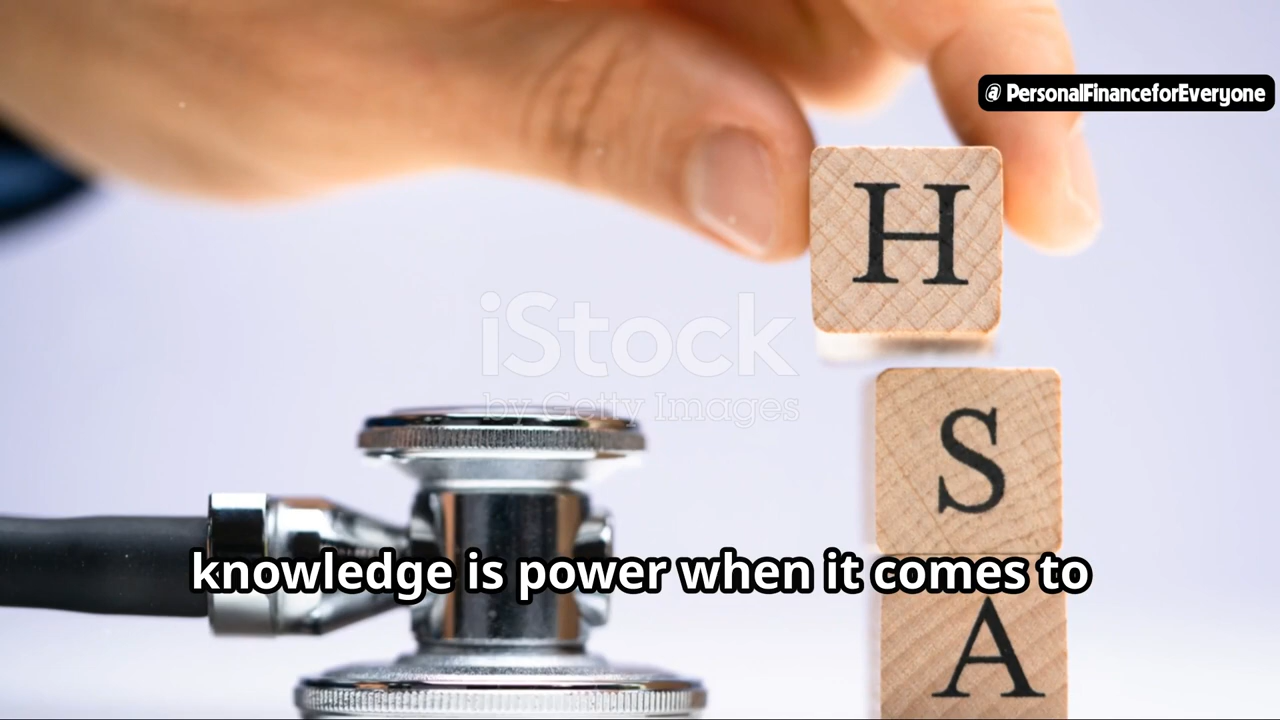 @ PersonalFinanceforEveryone
H
iStock
by Getty Images
S
knowledge is power when it comes to
A